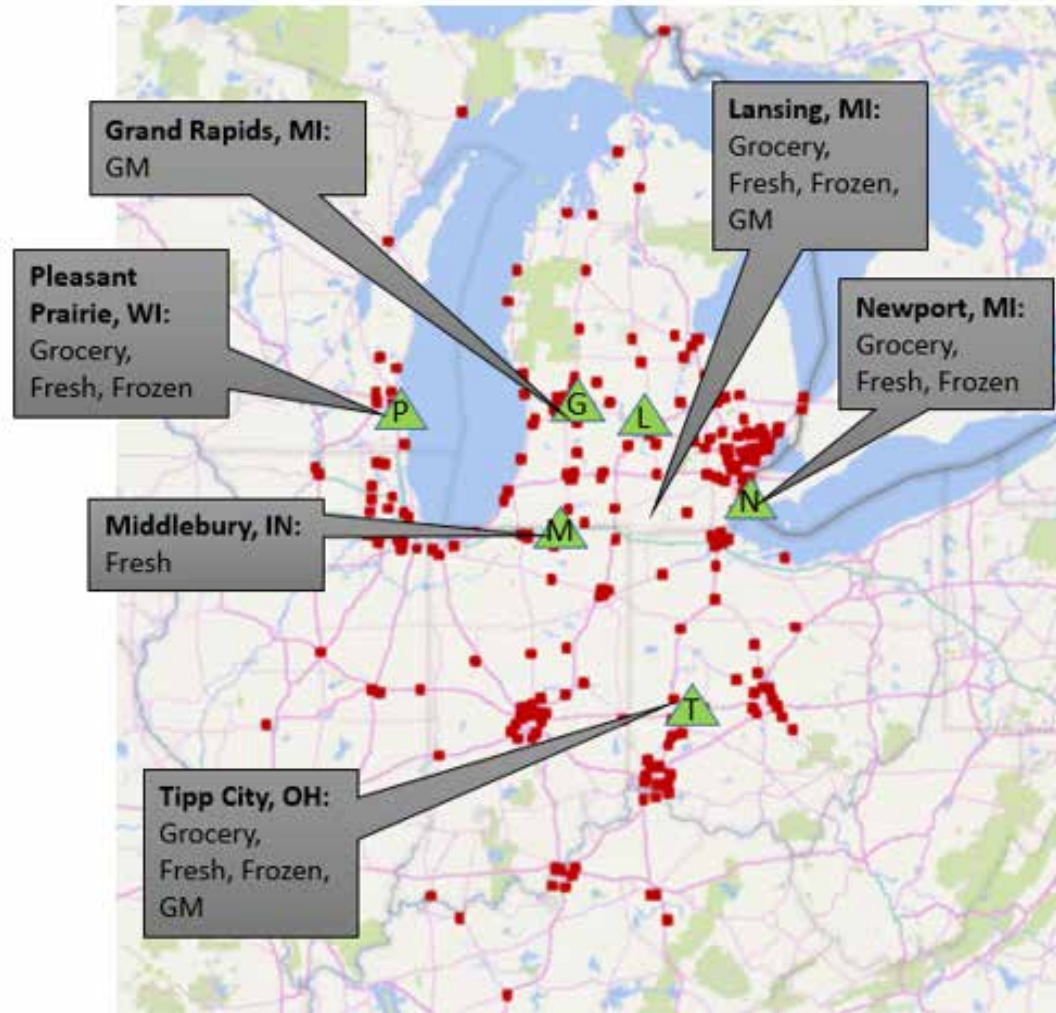 Grand Rapids, MI:
GM
Lansing, MI:
Grocery,
Fresh, Frozen,
GM
Pleasant
Prairie, WI:
Grocery,
Fresh, Frozen
Newport, MI:
Grocery,
Fresh, Frozen
P
G
L
N
Middlebury, IN:
Fresh
M
T
Tipp City, OH:
Grocery,
Fresh, Frozen,
GM